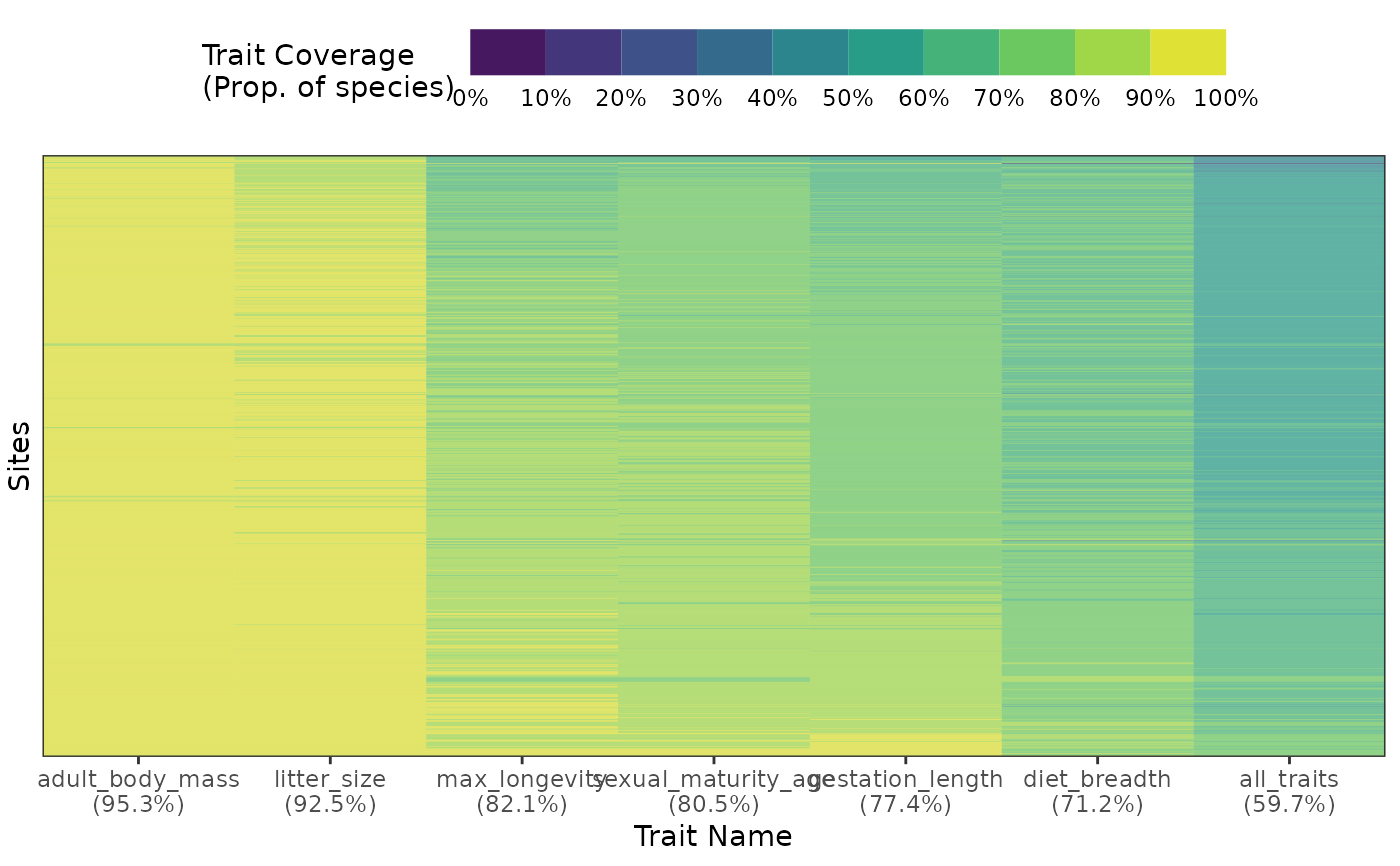 Trait Coverage
(Prop. of species)
0% 10% 20% 30% 40% 50% 60% 70% 80% 90% 100%
Sites
adult_body_mass litter_size max_longevity sexual_maturity_age gestation_length diet_breadth all_traits
(95.3%) (92.5%) (82.1%) (80.5%) (77.4%) (71.2%) (59.7%)
Trait Name